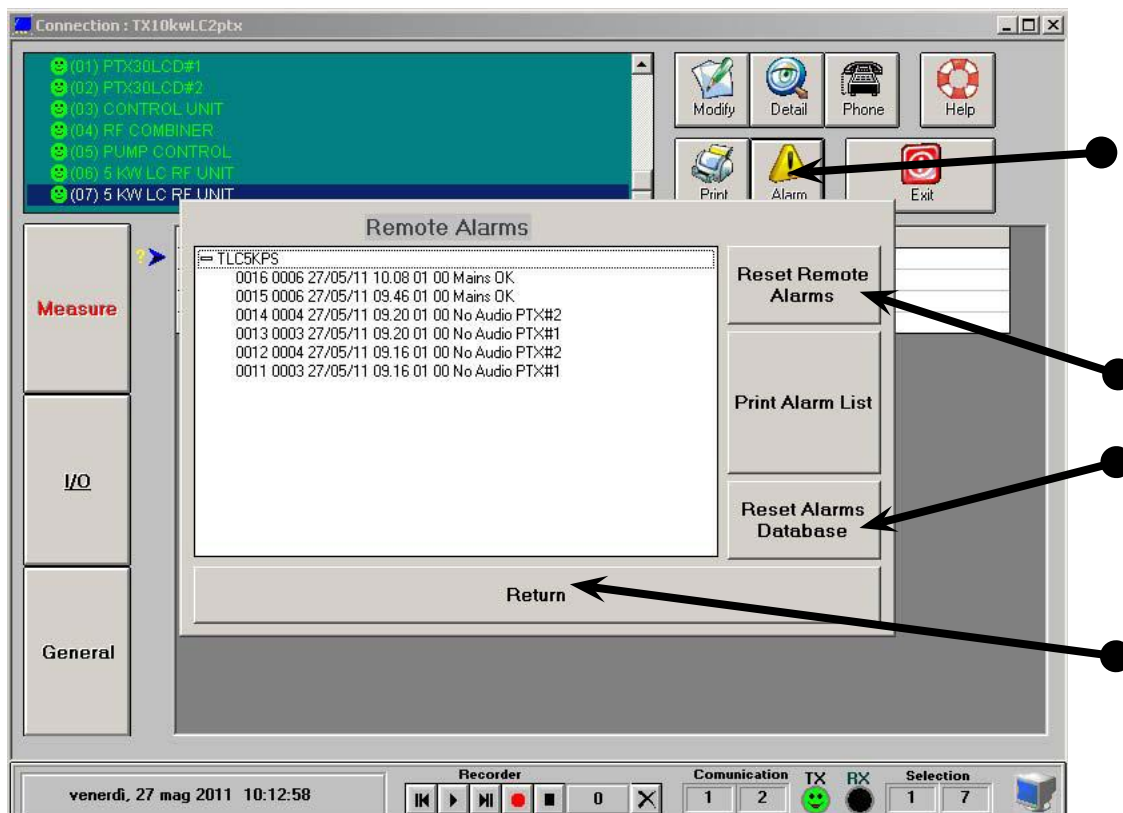 Connection : TX10kwLC2ptx
(01) PTX30LCD#1
(02) PTX30LCD#2
(03) CONTROL UNIT
(04) RF COMBINER
(05) PUMP CONTROL
(06) 5 KW LC RF UNIT
(07) 5 KW LC RF UNIT
Modify
Detail
Phone
Help
Print
Alarm
Exit
Measure
I/O
General
?
Remote Alarms
TLC5KPS
0016 0006 27/05/11 10.08 01 00 Mains OK
0015 0006 27/05/11 09.46 01 00 Mains OK
0014 0004 27/05/11 09.20 01 00 No Audio PTX#2
0013 0003 27/05/11 09.20 01 00 No Audio PTX#1
0012 0004 27/05/11 09.16 01 00 No Audio PTX#2
0011 0003 27/05/11 09.16 01 00 No Audio PTX#1
Reset Remote
Alarms
Print Alarm List
Reset Alarms
Database
Return
venerdì, 27 mag 2011 10:12:58
Recorder
0
Comunication
1 2
TX
RX
Selection
1 7